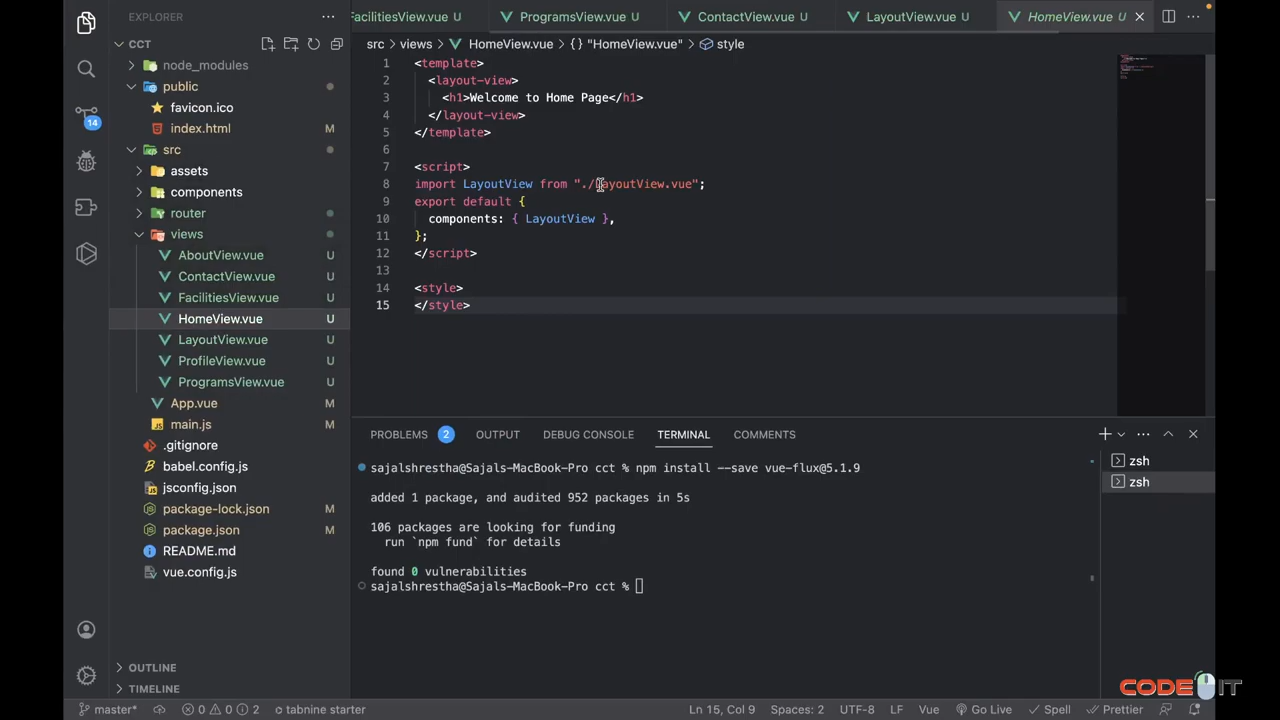 EXPLORER
FacilitiesView.vue U
ProgramsView.vue U
ContactView.vue U
LayoutView.vue U
HomeView.vue U
CCT
src > views > HomeView.vue > {} "HomeView.vue" > style
node_modules
public
favicon.ico
index.html M
src
assets
components
router
views
AboutView.vue U
ContactView.vue U
FacilitiesView.vue U
HomeView.vue U
LayoutView.vue U
ProfileView.vue U
ProgramsView.vue U
App.vue M
main.js M
.gitignore
babel.config.js
jsconfig.json
package-lock.json M
package.json M
README.md
vue.config.js
OUTLINE
TIMELINE
14
1 <template>
2 <layout-view>
3 <h1>Welcome to Home Page</h1>
4 </layout-view>
5 </template>
6
7 <script>
8 import LayoutView from "./LayoutView.vue";
9 export default {
10 components: { LayoutView },
11 };
12 </script>
13
14 <style>
15 </style>
PROBLEMS 2 OUTPUT DEBUG CONSOLE TERMINAL COMMENTS
sajalshrestha@Sajals-MacBook-Pro cct % npm install --save vue-flux@5.1.9
added 1 package, and audited 952 packages in 5s
106 packages are looking for funding
run `npm fund` for details
found 0 vulnerabilities
sajalshrestha@Sajals-MacBook-Pro cct %
zsh
zsh
CODE IT
master* 0 0 2 tabnine starter Ln 15, Col 9 Spaces: 2 UTF-8 LF Vue Go Live Spell Prettier